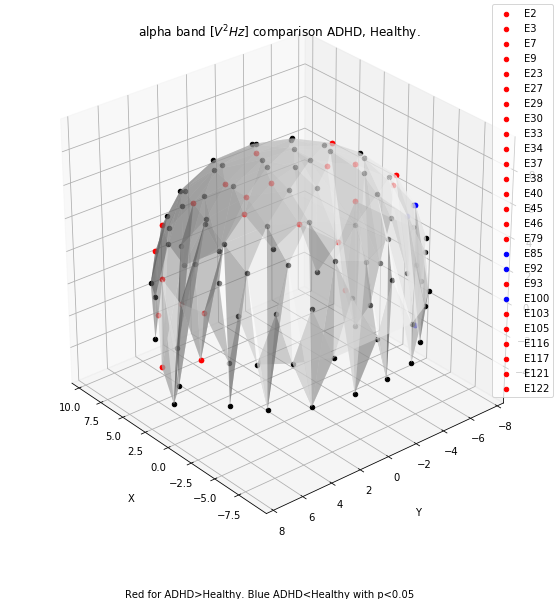 alpha band [V²Hz] comparison ADHD, Healthy.
E2
E3
E7
E9
E23
E27
E29
E30
E33
E34
E37
E38
E40
E45
E46
E79
E85
E92
E93
E100
E103
E105
E116
E117
E121
E122
10.0
7.5
5.0
2.5
0.0
−2.5
−5.0
−7.5
X
8
6
4
2
0
−2
−4
−6
−8
Y
Red for ADHD>Healthy. Blue ADHD<Healthy with p<0.05